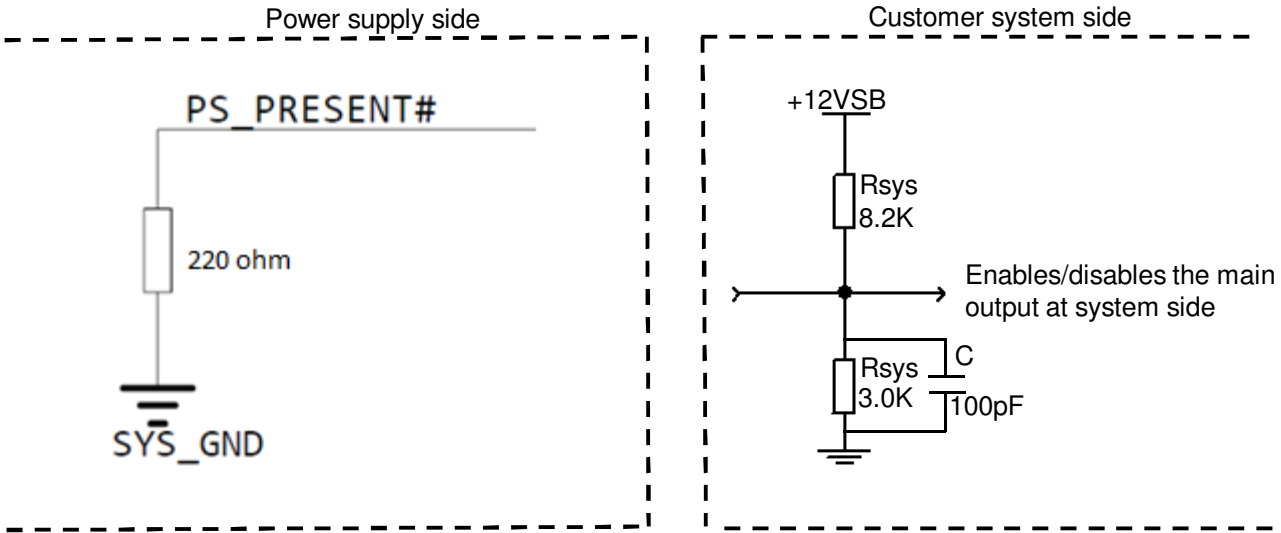 Power supply side
Customer system side
PS_PRESENT#
220 ohm
SYS_GND
+12VSB
Rsys
8.2K
Enables/disables the main
output at system side
Rsys
3.0K
C
100pF